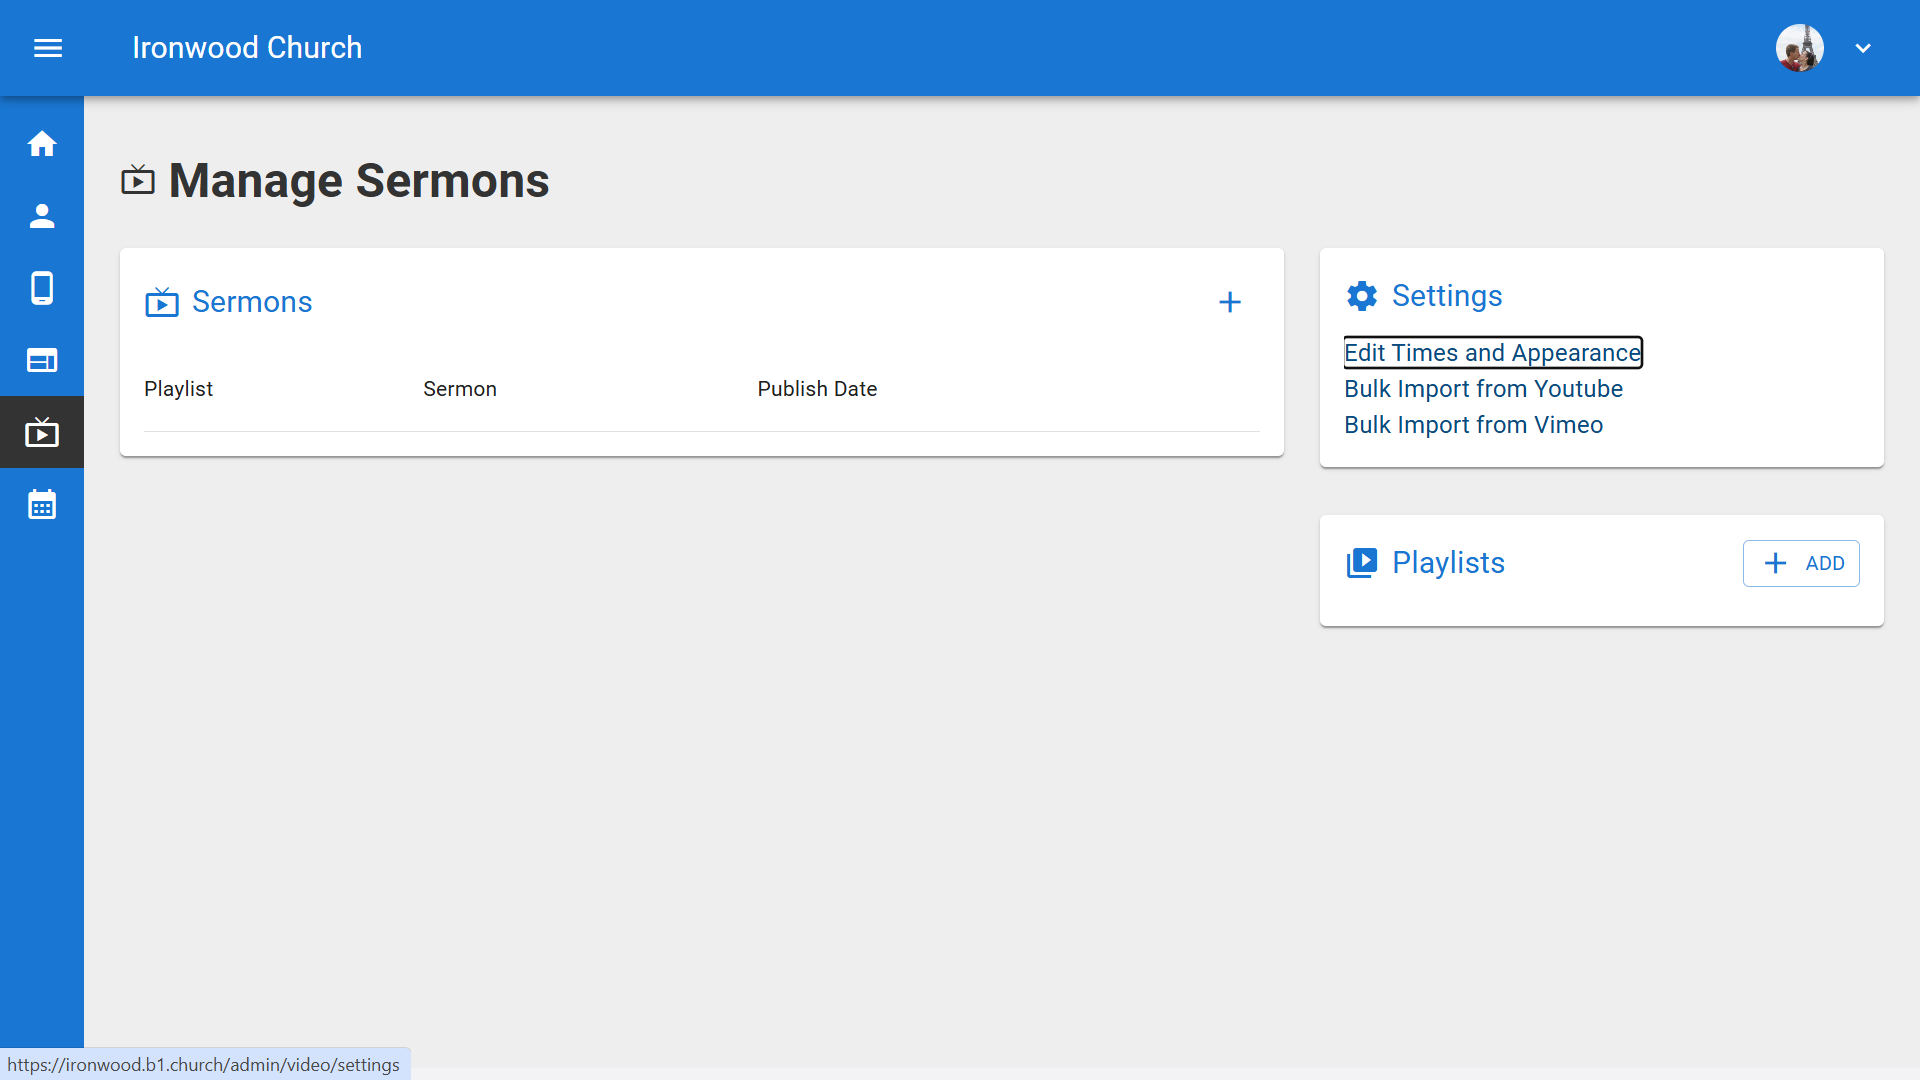 Ironwood Church
Manage Sermons
Sermons
Playlist Sermon Publish Date
Settings
Edit Times and Appearance
Bulk Import from Youtube
Bulk Import from Vimeo
Playlists
ADD
https://ironwood.b1.church/admin/video/settings